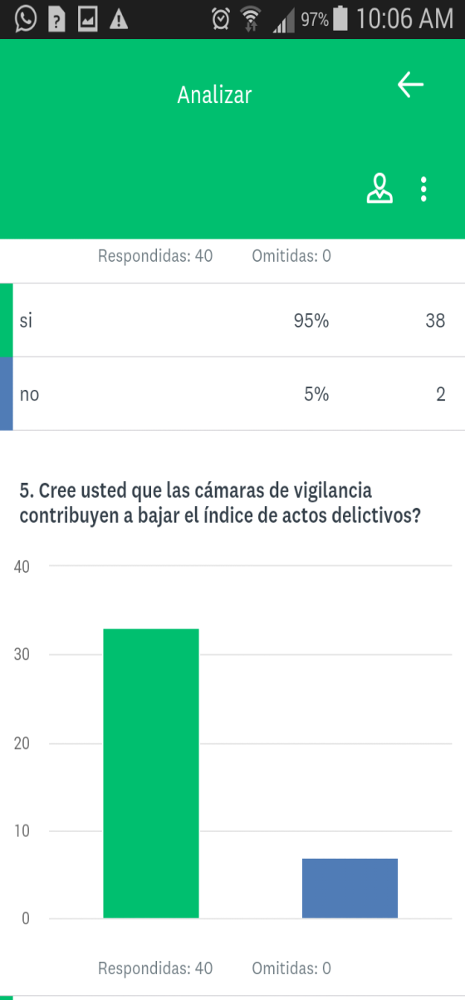 97% 10:06 AM
Analizar
Respondidas: 40 Omitidas: 0
si 95% 38
no 5% 2
5. Cree usted que las cámaras de vigilancia
contribuyen a bajar el índice de actos delictivos?
40
30
20
10
0
Respondidas: 40 Omitidas: 0